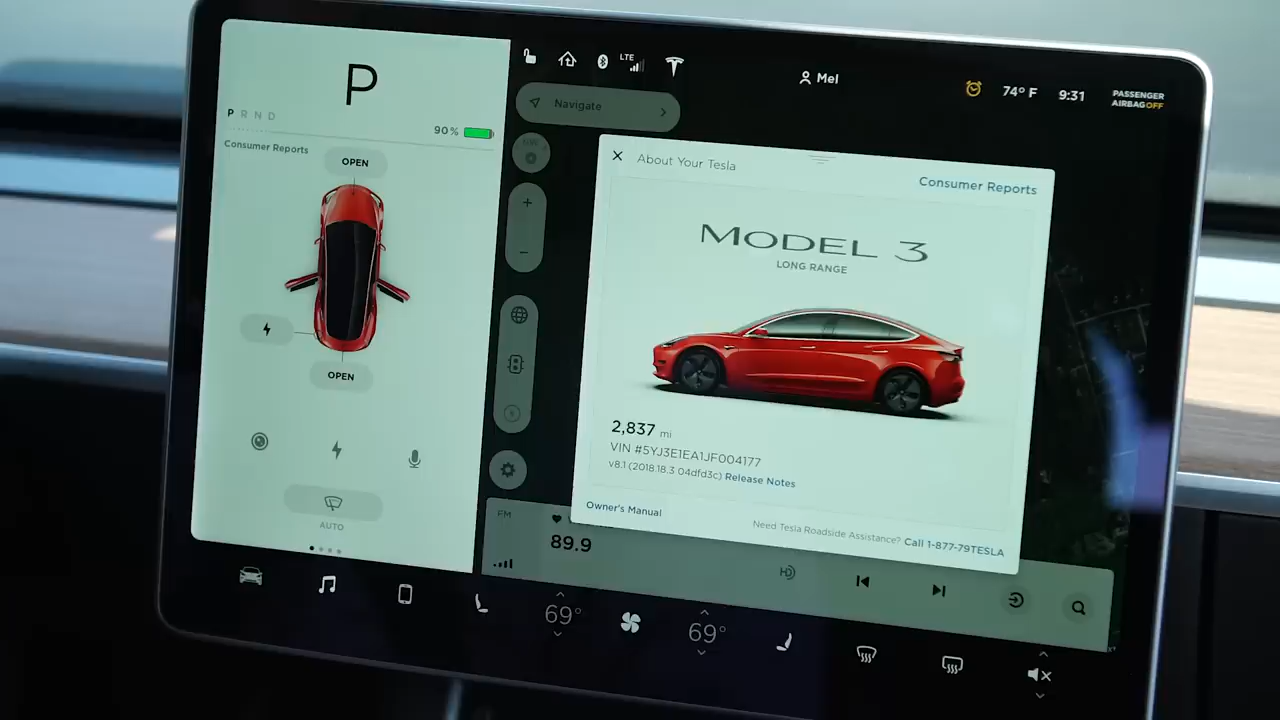 P
P R N D
90%
Consumer Reports
OPEN
OPEN
AUTO
LTE
Mel
74° F
9:31
PASSENGER
AIRBAG OFF
Navigate
About Your Tesla
Consumer Reports
MODEL 3
LONG RANGE
2,837 mi
VIN #5YJ3E1EA1JF004177
v8.1 (2018.18.3 04dfd3c) Release Notes
Owner's Manual
Need Tesla Roadside Assistance? Call 1-877-79TESLA
FM
89.9
HD
69°
69°